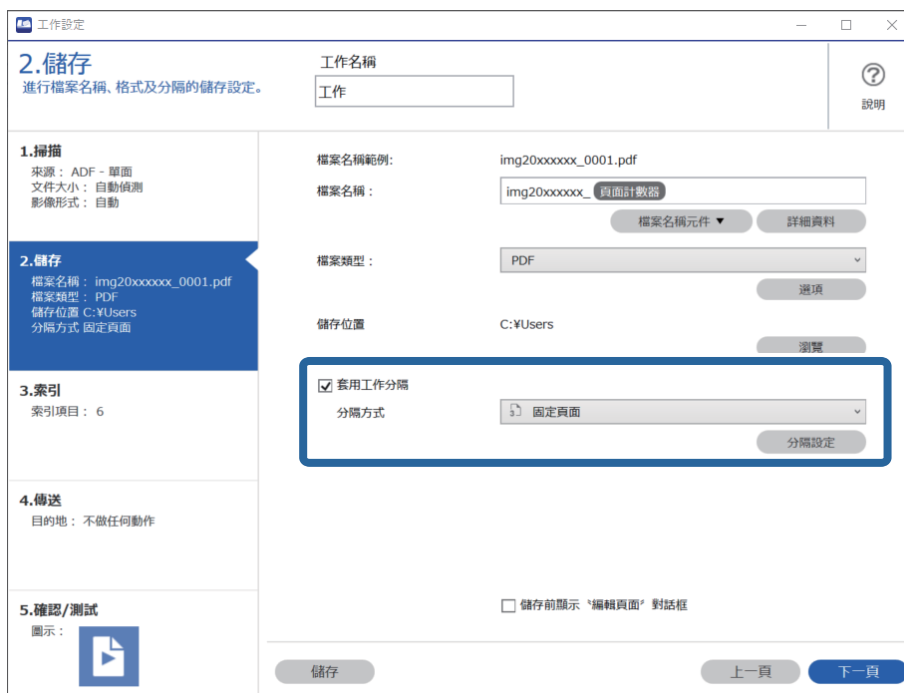 工作設定
2.儲存
進行檔案名稱、格式及分隔的儲存設定。
工作名稱
工作
說明
1.掃描
來源： ADF - 單面
文件大小： 自動偵測
影像形式： 自動
2.儲存
檔案名稱： img20xxxxxx_0001.pdf
檔案類型： PDF
儲存位置 C:¥Users
分隔方式 固定頁面
3.索引
索引項目： 6
4.傳送
目的地： 不做任何動作
5.確認/測試
圖示：
檔案名稱範例: img20xxxxxx_0001.pdf
檔案名稱： img20xxxxxx_ 頁面計數器
檔案名稱元件 ▼ 詳細資料
檔案類型： PDF
選項
儲存位置 C:¥Users
瀏覽
套用工作分隔
分隔方式 3 固定頁面
分隔設定
儲存前顯示〝編輯頁面〞對話框
儲存 上一頁 下一頁